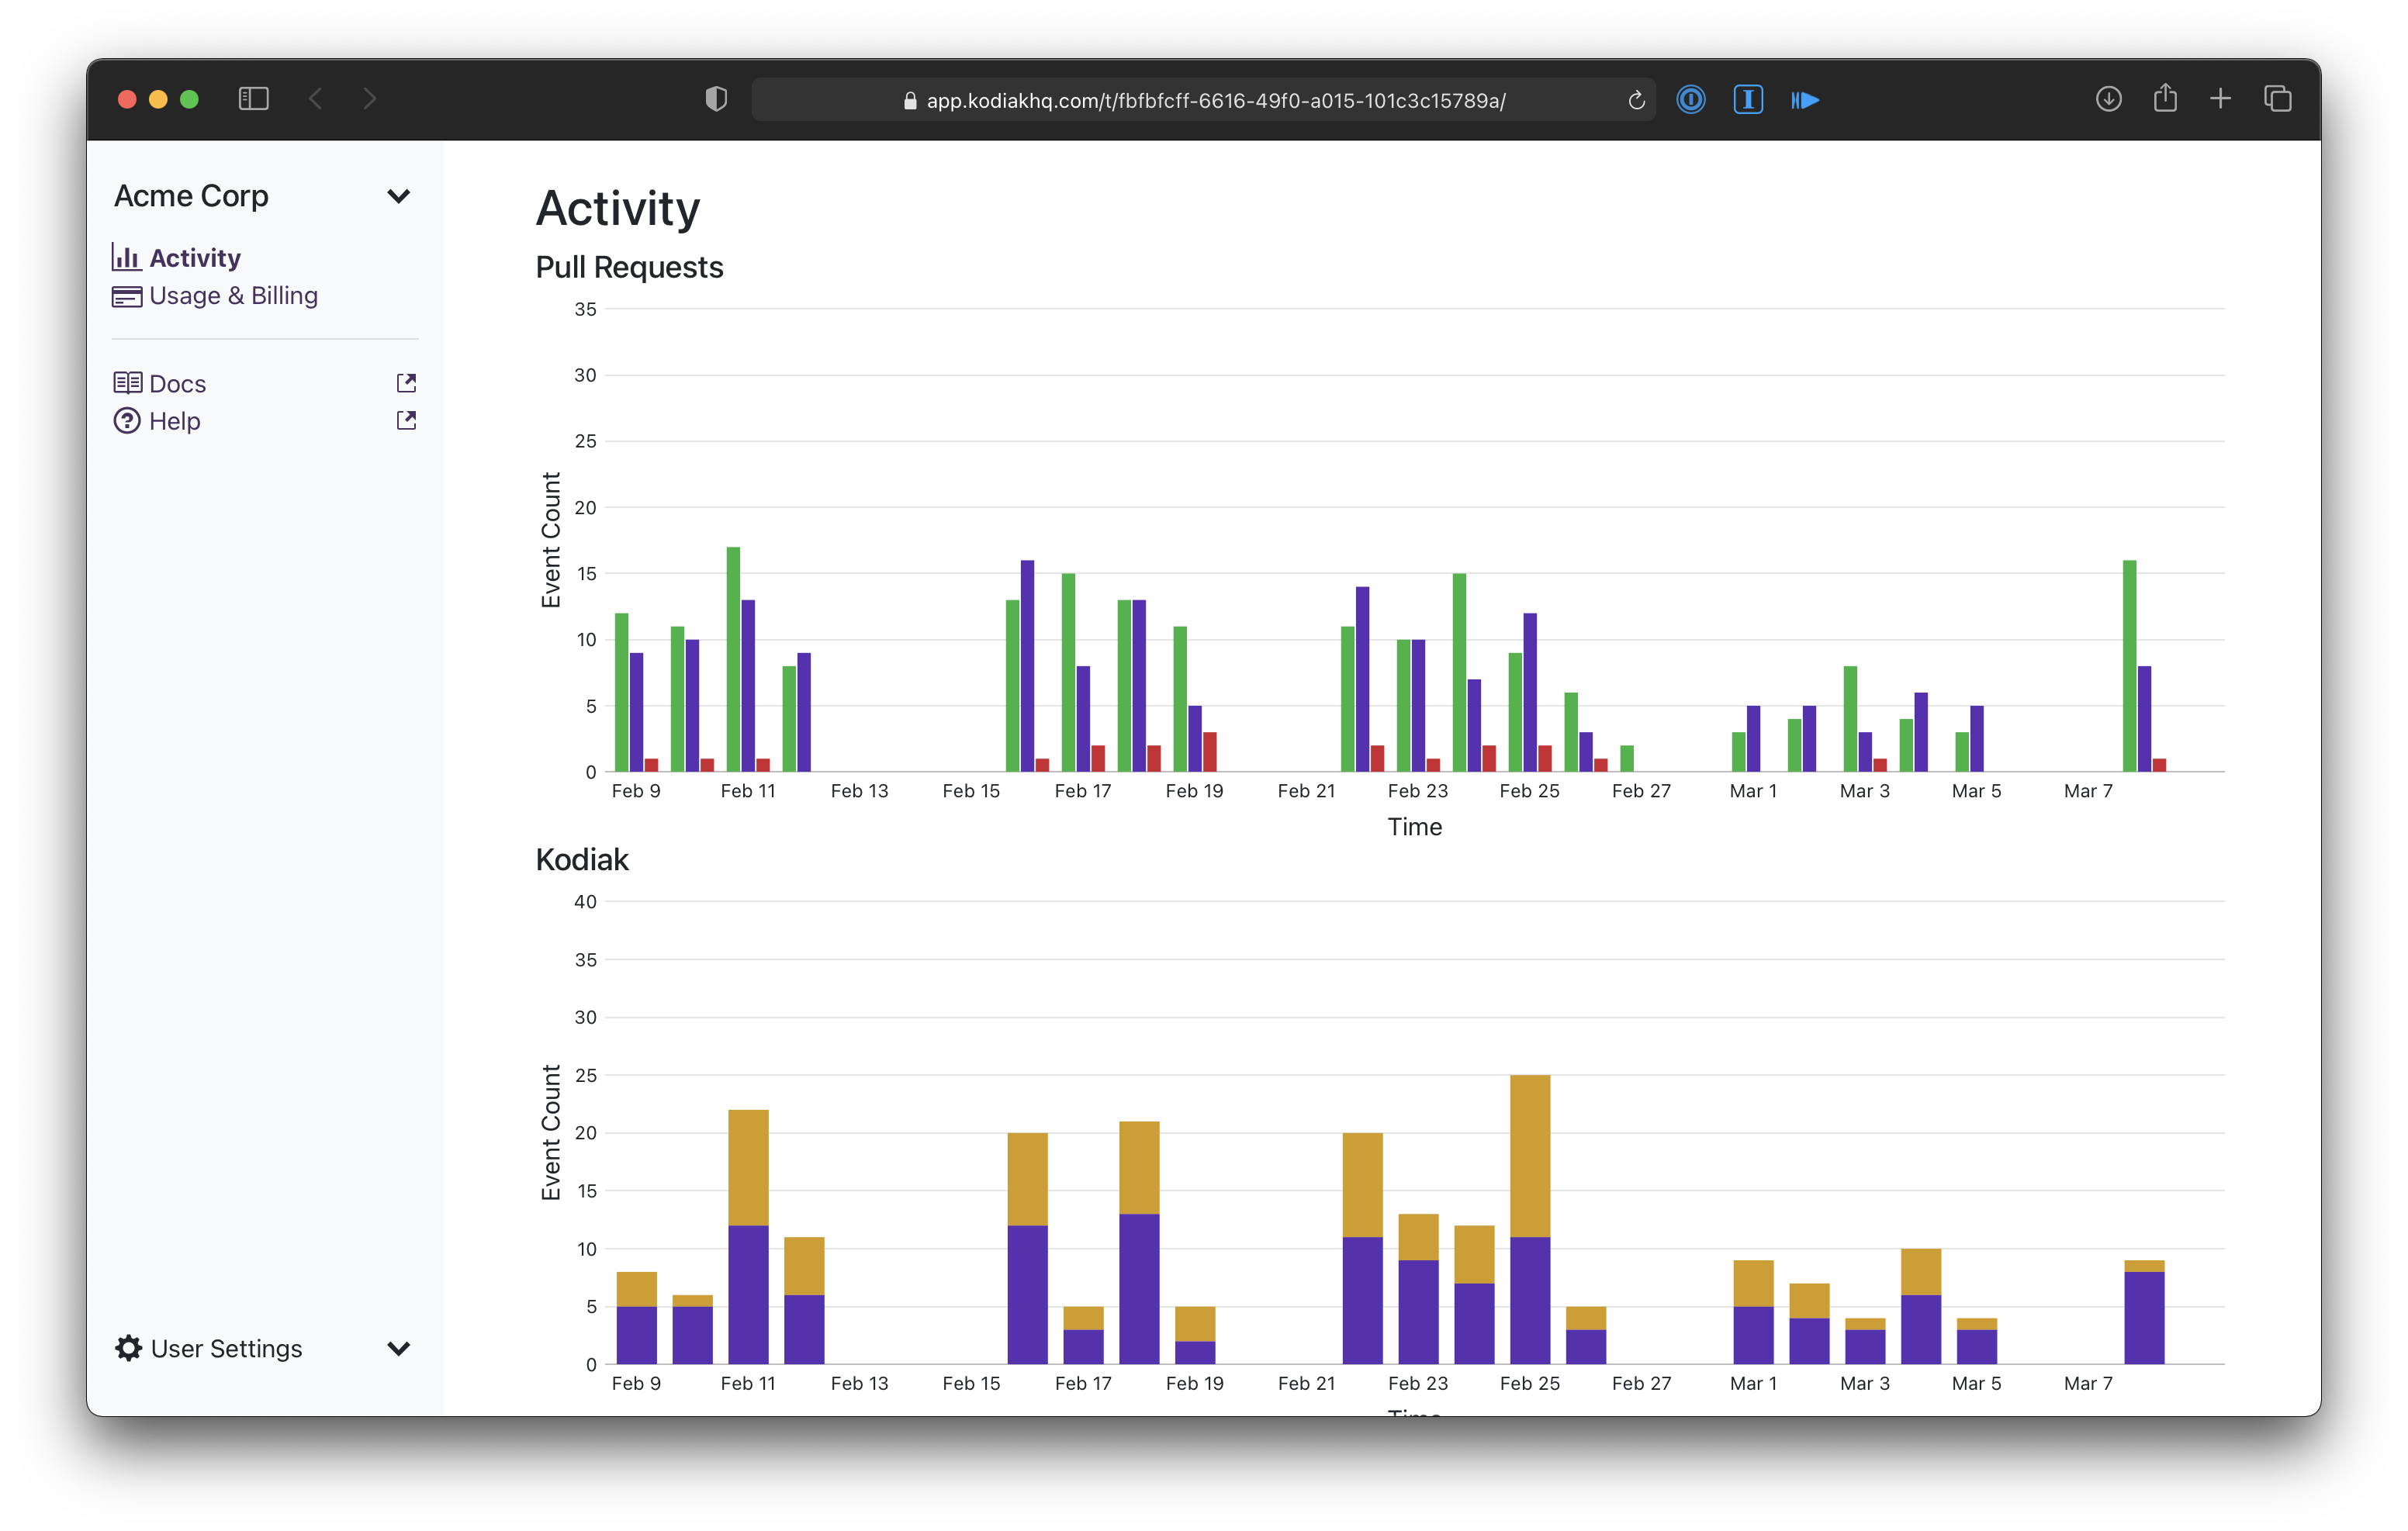 app.kodiakhq.com/t/fbfbfcff-6616-49f0-a015-101c3c15789a/
Acme Corp
Activity
Usage & Billing
Docs
Help
User Settings
Activity
Pull Requests
Event Count
35
30
25
20
15
10
5
0
Feb 9 Feb 11 Feb 13 Feb 15 Feb 17 Feb 19 Feb 21 Feb 23 Feb 25 Feb 27 Mar 1 Mar 3 Mar 5 Mar 7
Time
Kodiak
Event Count
40
35
30
25
20
15
10
5
0
Feb 9 Feb 11 Feb 13 Feb 15 Feb 17 Feb 19 Feb 21 Feb 23 Feb 25 Feb 27 Mar 1 Mar 3 Mar 5 Mar 7
Time